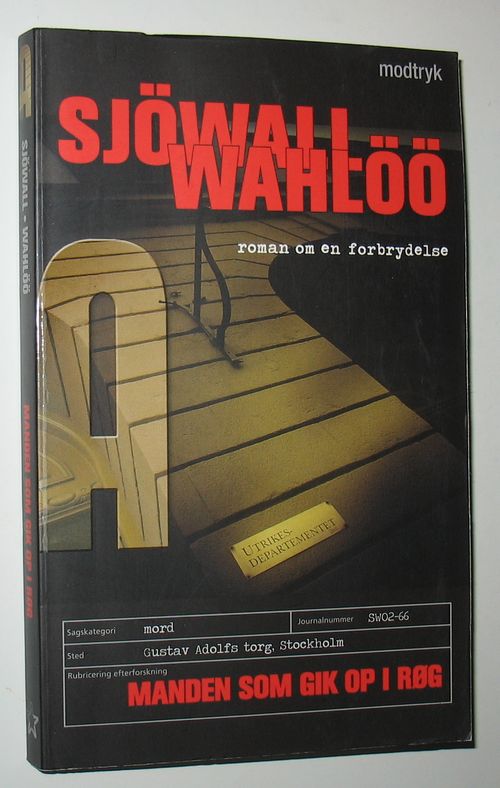 modtryk
SJÖWALL
WAHLÖÖ
roman om en forbrydelse
UTRIKES-
DEPARTEMENTET
Sagskategori mord
Journalnummer SW02-66
Sted Gustav Adolfs torg, Stockholm
Rubricering efterforskning
MANDEN SOM GIK OP I RØG
SJÖWALL - WAHLÖÖ
MANDEN SOM GIK OP I RØG